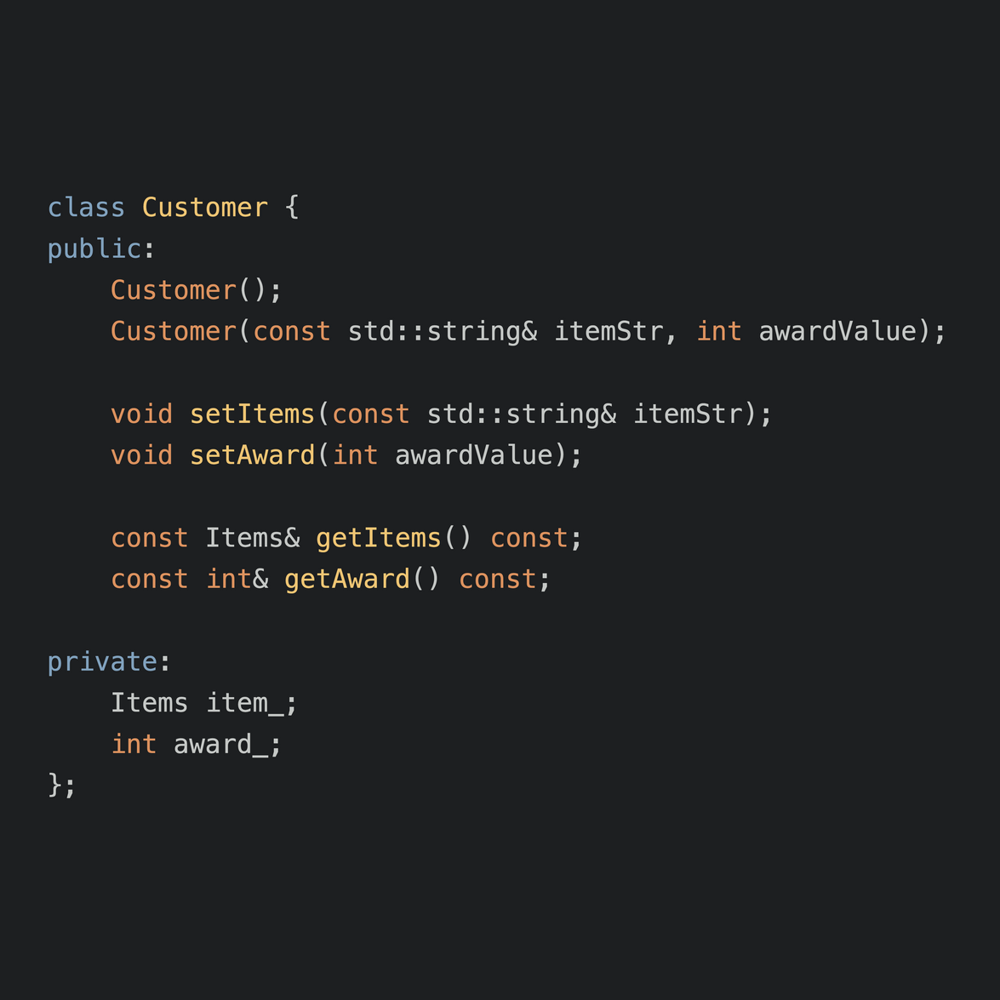 class Customer {
public:
    Customer();
    Customer(const std::string& itemStr, int awardValue);

    void setItems(const std::string& itemStr);
    void setAward(int awardValue);

    const Items& getItems() const;
    const int& getAward() const;

private:
    Items item_;
    int award_;
};